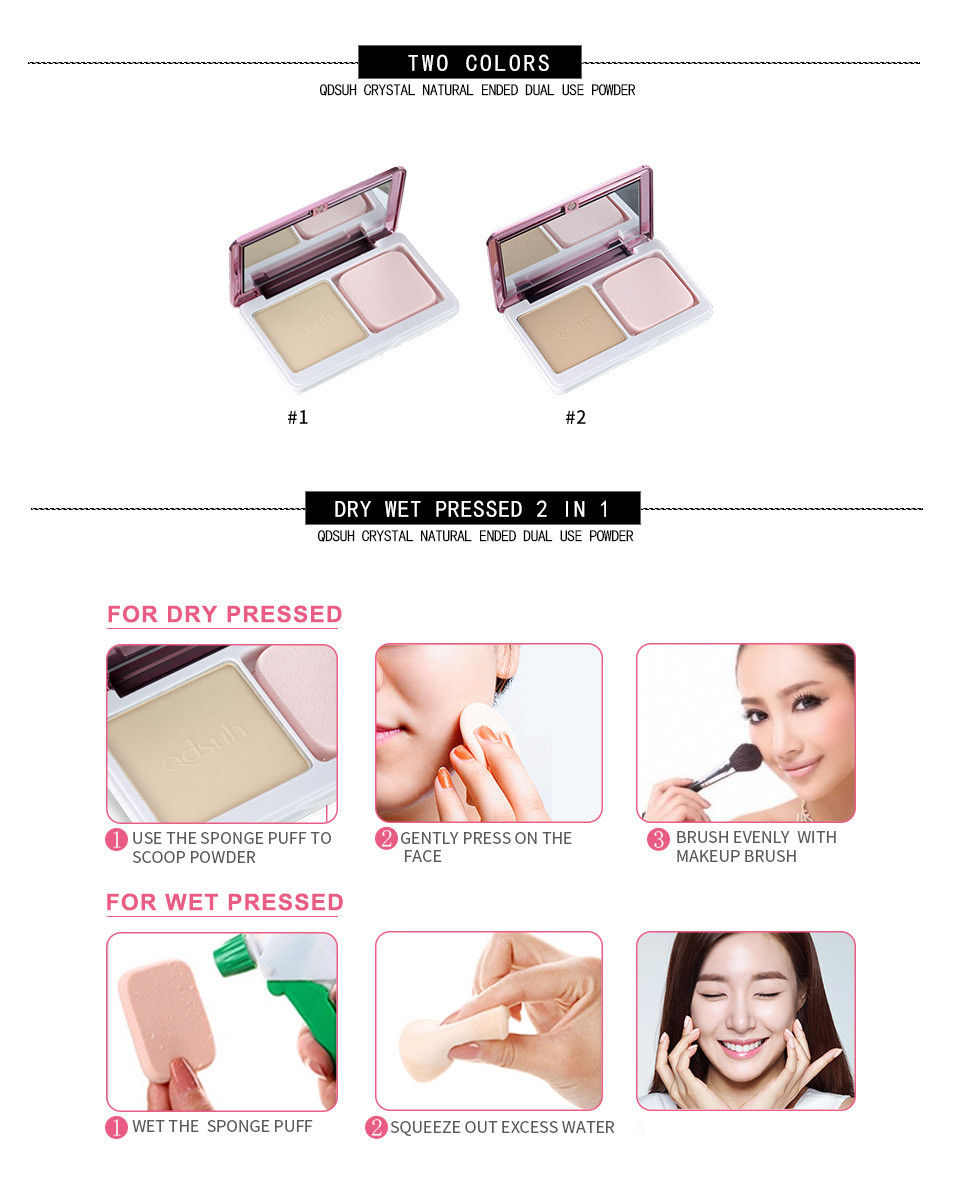 TWO COLORS
QDSUH CRYSTAL NATURAL ENDED DUAL USE POWDER
#1
#2
DRY WET PRESSED 2 IN 1
QDSUH CRYSTAL NATURAL ENDED DUAL USE POWDER
FOR DRY PRESSED
qdsuh
1 USE THE SPONGE PUFF TO
SCOOP POWDER
2 GENTLY PRESS ON THE
FACE
3 BRUSH EVENLY WITH
MAKEUP BRUSH
FOR WET PRESSED
1 WET THE SPONGE PUFF
2 SQUEEZE OUT EXCESS WATER